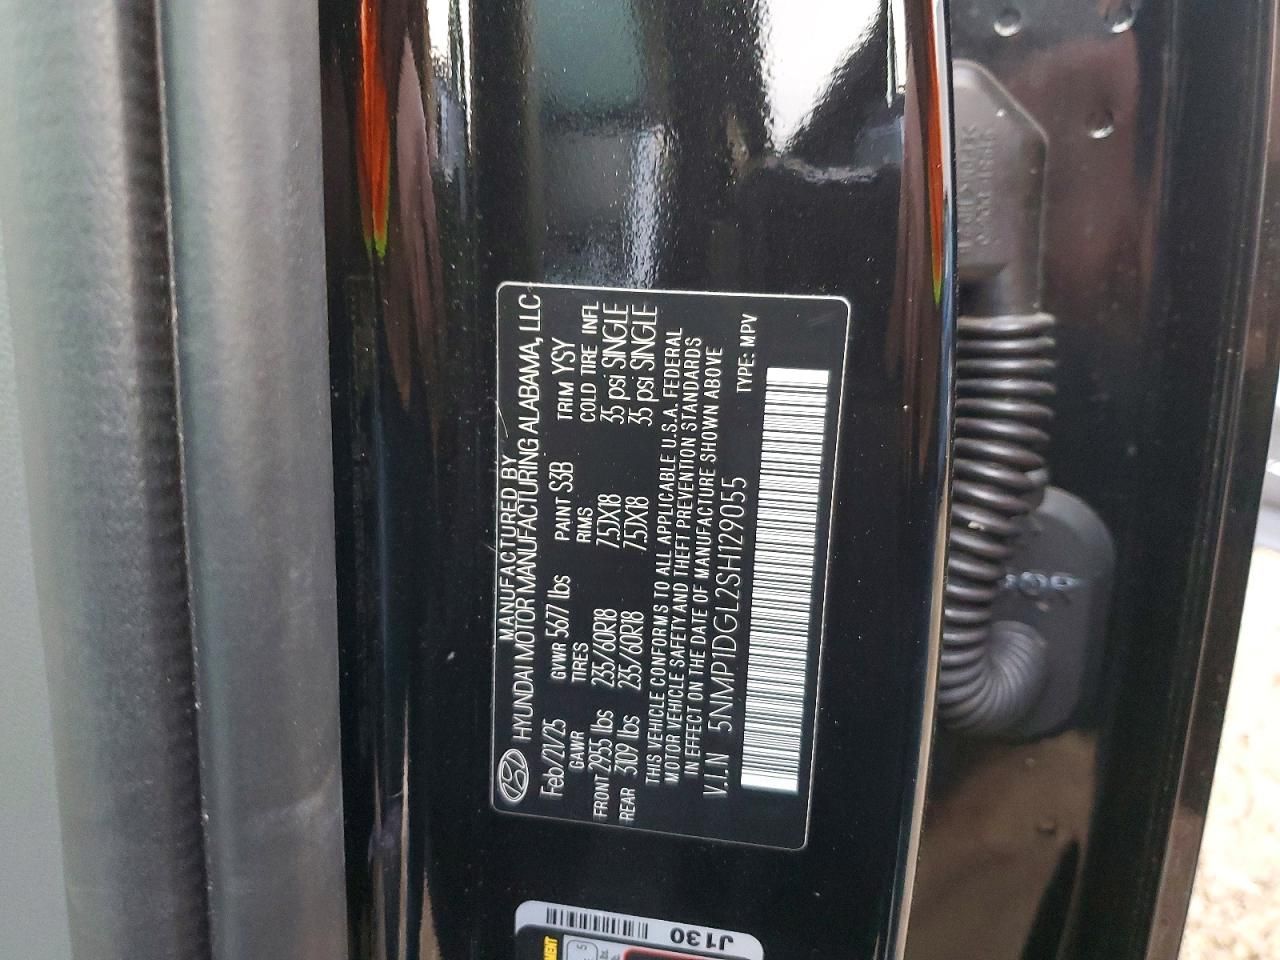 MANUFACTURED BY
HYUNDAI MOTOR MANUFACTURING ALABAMA, LLC
Feb/21/25 GVWR 5677 lbs PAINT S3B TRIM YSY
GAWR TIRES RIMS COLD TIRE INFL
FRONT 2955 lbs 235/60R18 7.5JX18 35 psi SINGLE
REAR 3109 lbs 235/60R18 7.5JX18 35 psi SINGLE
THIS VEHICLE CONFORMS TO ALL APPLICABLE U.S.A. FEDERAL
MOTOR VEHICLE SAFETY AND THEFT PREVENTION STANDARDS
IN EFFECT ON THE DATE OF MANUFACTURE SHOWN ABOVE
V.I.N 5NMP1DGL2SH129055 TYPE: MPV
J130